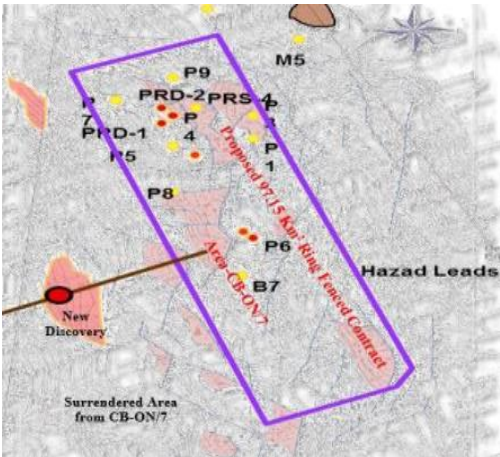 M5
P9
PRD-2
PRS-4
P
7
P
4
P
PRD-1
P
1
P5
P8
Proposed 97.15 Km² Ring Fenced Contract
Area-CB-ON/7
P6
Hazad Leads
B7
New
Discovery
Surrendered Area
from CB-ON/7